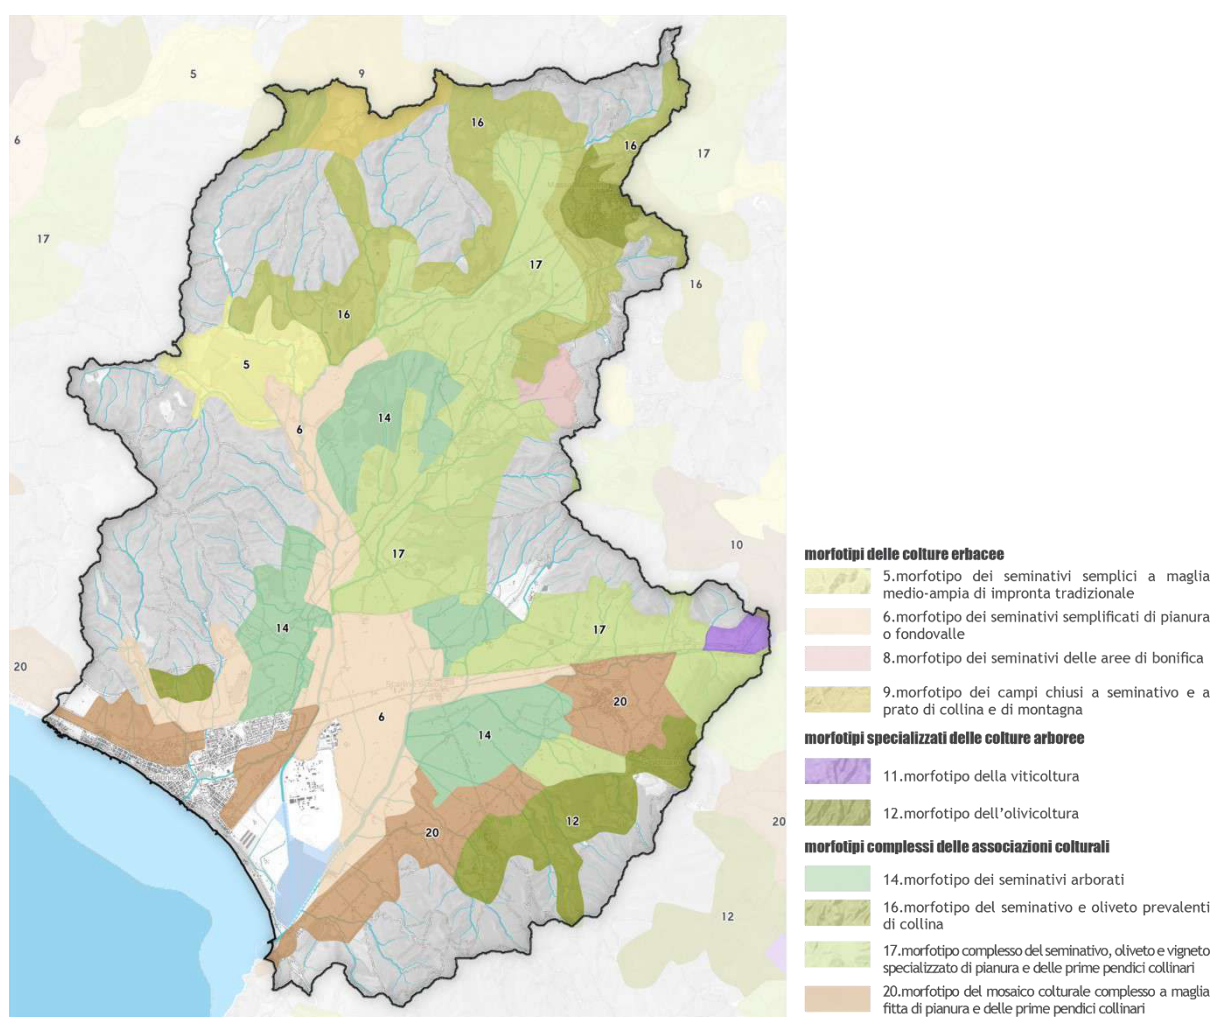 5
9
16
6
16
17
17
17
16
16
5
14
6
17
10
14
17
20
20
6
14
20
12
20
12
morfotipi delle colture erbacee
5.morfotipo dei seminativi semplici a maglia
medio-ampia di impronta tradizionale
6.morfotipo dei seminativi semplificati di pianura
o fondovalle
8.morfotipo dei seminativi delle aree di bonifica
9.morfotipo dei campi chiusi a seminativo e a
prato di collina e di montagna
morfotipi specializzati delle colture arboree
11.morfotipo della viticoltura
12.morfotipo dell'olivicoltura
morfotipi complessi delle associazioni colturali
14.morfotipo dei seminativi arborati
16.morfotipo del seminativo e oliveto prevalenti
di collina
17.morfotipo complesso del seminativo, oliveto e vigneto
specializzato di pianura e delle prime pendici collinari
20.morfotipo del mosaico colturale complesso a maglia
fitta di pianura e delle prime pendici collinari